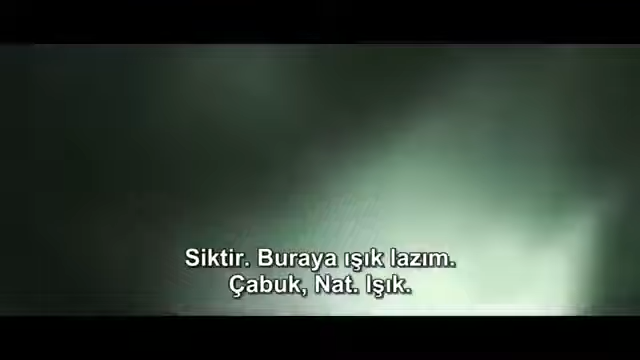 Siktir. Buraya ışık lazım.
Çabuk, Nat. Işık.